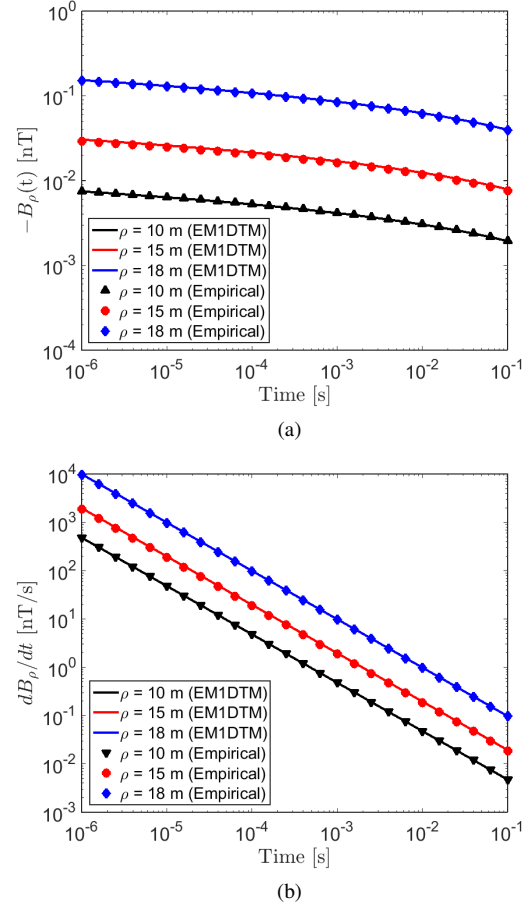 10^0
10^-1
10^-2
10^-3
10^-4
−B_ρ(t) [nT]
ρ = 10 m (EM1DTM)
ρ = 15 m (EM1DTM)
ρ = 18 m (EM1DTM)
ρ = 10 m (Empirical)
ρ = 15 m (Empirical)
ρ = 18 m (Empirical)
10^-6 10^-5 10^-4 10^-3 10^-2 10^-1
Time [s]
(a)
10^4
10^3
10^2
10^1
10^0
10^-1
10^-2
10^-3
dB_ρ/dt [nT/s]
ρ = 10 m (EM1DTM)
ρ = 15 m (EM1DTM)
ρ = 18 m (EM1DTM)
ρ = 10 m (Empirical)
ρ = 15 m (Empirical)
ρ = 18 m (Empirical)
10^-6 10^-5 10^-4 10^-3 10^-2 10^-1
Time [s]
(b)